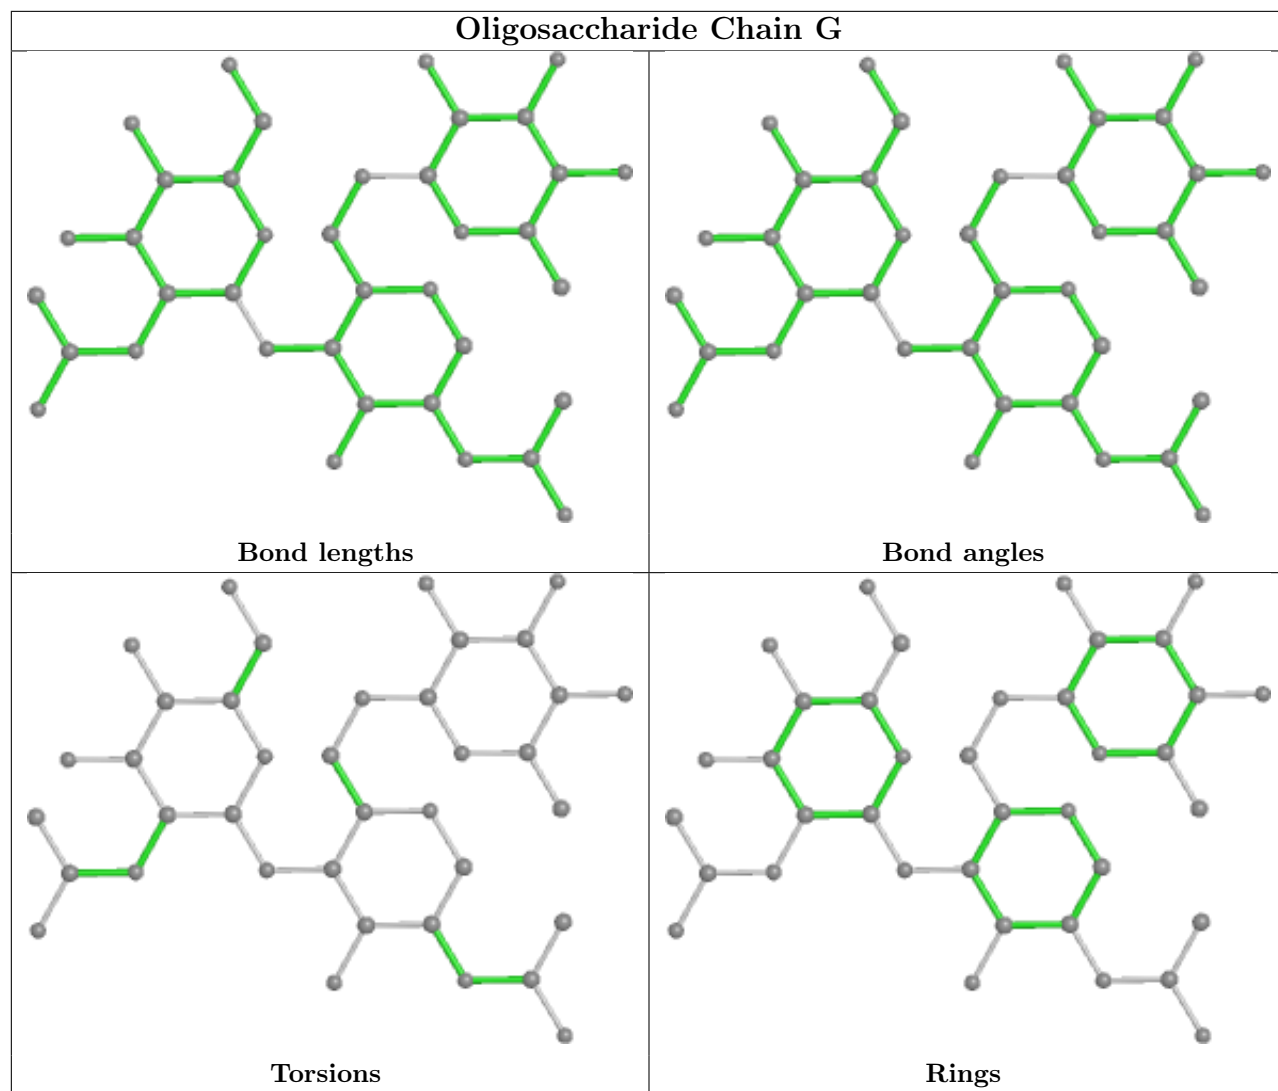 Oligosaccharide Chain G
Bond lengths
Bond angles
Torsions
Rings